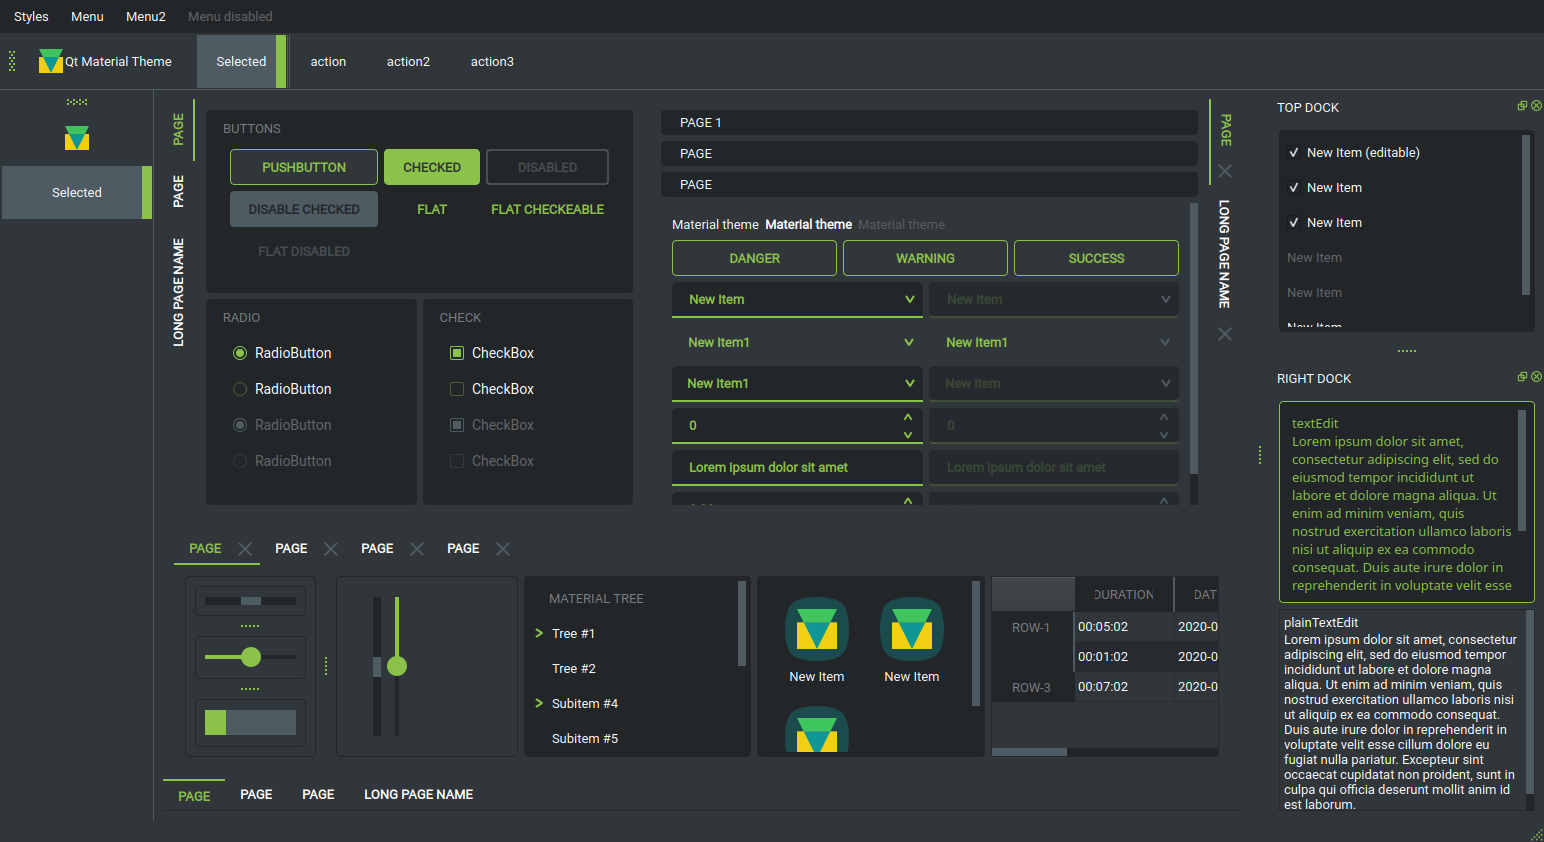 Styles Menu Menu2 Menu disabled
Qt Material Theme Selected action action2 action3
Selected
PAGE
PAGE
LONG PAGE NAME
BUTTONS
PUSHBUTTON CHECKED DISABLED
DISABLE CHECKED FLAT FLAT CHECKEABLE
FLAT DISABLED
RADIO
RadioButton
RadioButton
RadioButton
RadioButton
CHECK
CheckBox
CheckBox
CheckBox
CheckBox
PAGE 1
PAGE
PAGE
Material theme Material theme Material theme
DANGER WARNING SUCCESS
New Item New Item
New Item1 New Item1
New Item1 New Item
0 0
Lorem ipsum dolor sit amet Lorem ipsum dolor sit amet
PAGE
LONG PAGE NAME
TOP DOCK
New Item (editable)
New Item
New Item
New Item
New Item
New Item
RIGHT DOCK
textEdit
Lorem ipsum dolor sit amet,
consectetur adipiscing elit, sed do
eiusmod tempor incididunt ut
labore et dolore magna aliqua. Ut
enim ad minim veniam, quis
nostrud exercitation ullamco laboris
nisi ut aliquip ex ea commodo
consequat. Duis aute irure dolor in
reprehenderit in voluptate velit esse
plainTextEdit
Lorem ipsum dolor sit amet, consectetur
adipiscing elit, sed do eiusmod tempor
incididunt ut labore et dolore magna
aliqua. Ut enim ad minim veniam, quis
nostrud exercitation ullamco laboris nisi
ut aliquip ex ea commodo consequat.
Duis aute irure dolor in reprehenderit in
voluptate velit esse cillum dolore eu
fugiat nulla pariatur. Excepteur sint
occaecat cupidatat non proident, sunt in
culpa qui officia deserunt mollit anim id
est laborum.
PAGE PAGE PAGE PAGE
MATERIAL TREE
Tree #1
Tree #2
Subitem #4
Subitem #5
New Item New Item
DURATION DAT
ROW-1 00:05:02 2020-0
00:01:02 2020-0
ROW-3 00:07:02 2020-0
PAGE PAGE PAGE LONG PAGE NAME